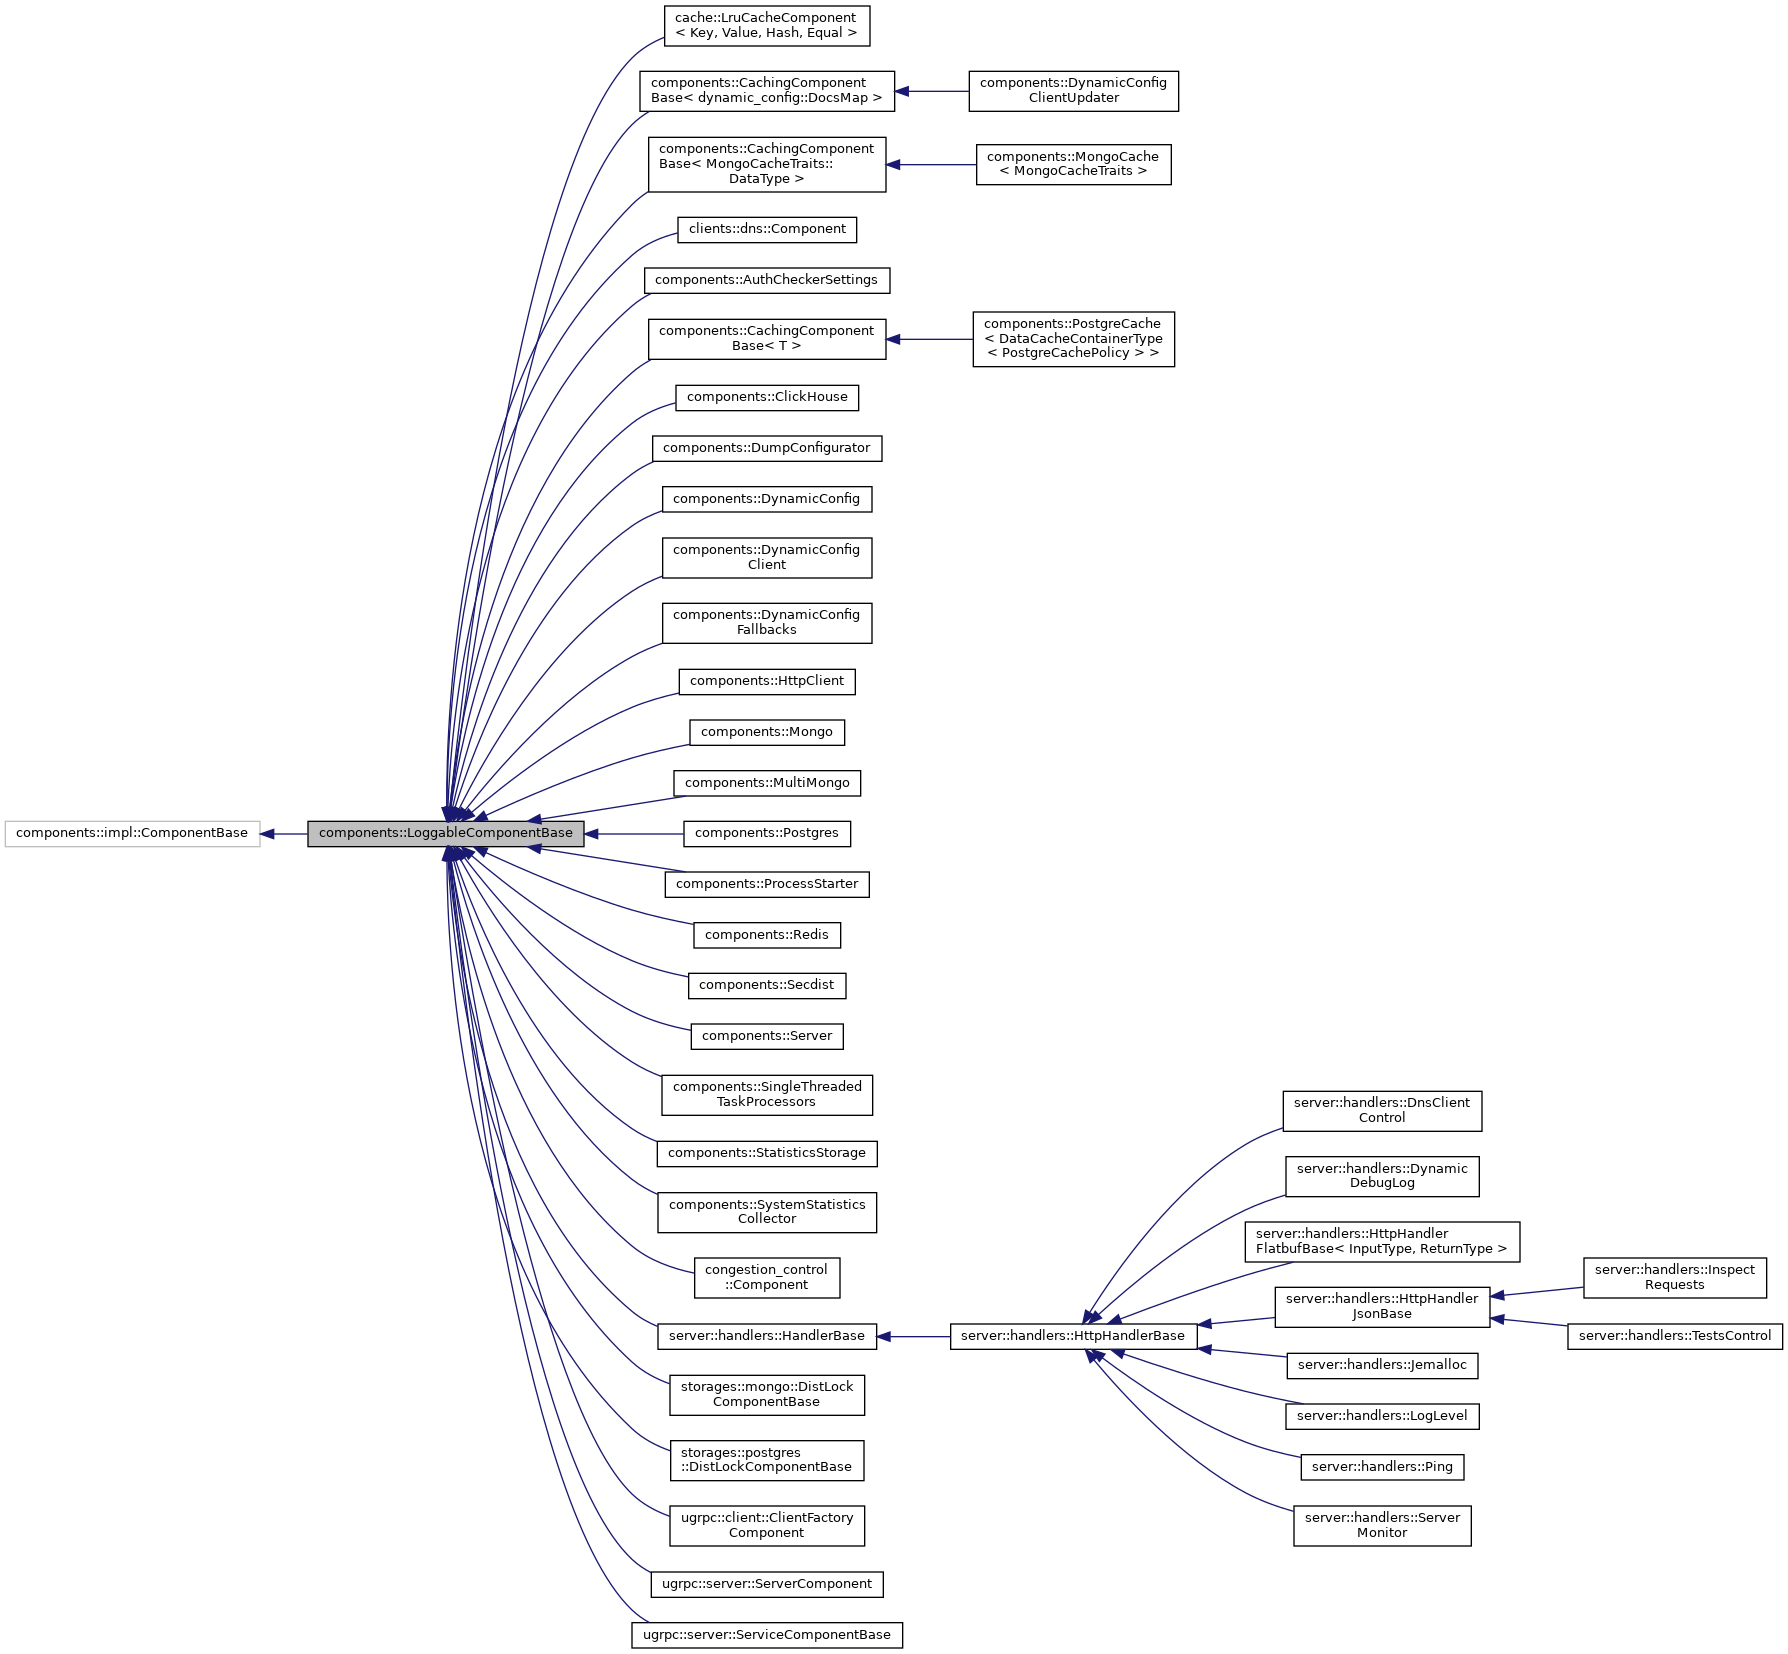 cache::LruCacheComponent
< Key, Value, Hash, Equal >
components::CachingComponent
Base< dynamic_config::DocsMap >
components::DynamicConfig
ClientUpdater
components::CachingComponent
Base< MongoCacheTraits::
DataType >
components::MongoCache
< MongoCacheTraits >
clients::dns::Component
components::AuthCheckerSettings
components::CachingComponent
Base< T >
components::PostgreCache
< DataCacheContainerType
< PostgreCachePolicy > >
components::ClickHouse
components::DumpConfigurator
components::DynamicConfig
components::DynamicConfig
Client
components::DynamicConfig
Fallbacks
components::HttpClient
components::Mongo
components::MultiMongo
components::impl::ComponentBase
components::LoggableComponentBase
components::Postgres
components::ProcessStarter
components::Redis
components::Secdist
components::Server
components::SingleThreaded
TaskProcessors
components::StatisticsStorage
components::SystemStatistics
Collector
congestion_control
::Component
server::handlers::HandlerBase
server::handlers::HttpHandlerBase
server::handlers::DnsClient
Control
server::handlers::Dynamic
DebugLog
server::handlers::HttpHandler
FlatbufBase< InputType, ReturnType >
server::handlers::HttpHandler
JsonBase
server::handlers::Inspect
Requests
server::handlers::TestsControl
server::handlers::Jemalloc
server::handlers::LogLevel
server::handlers::Ping
server::handlers::Server
Monitor
storages::mongo::DistLock
ComponentBase
storages::postgres
::DistLockComponentBase
ugrpc::client::ClientFactory
Component
ugrpc::server::ServerComponent
ugrpc::server::ServiceComponentBase